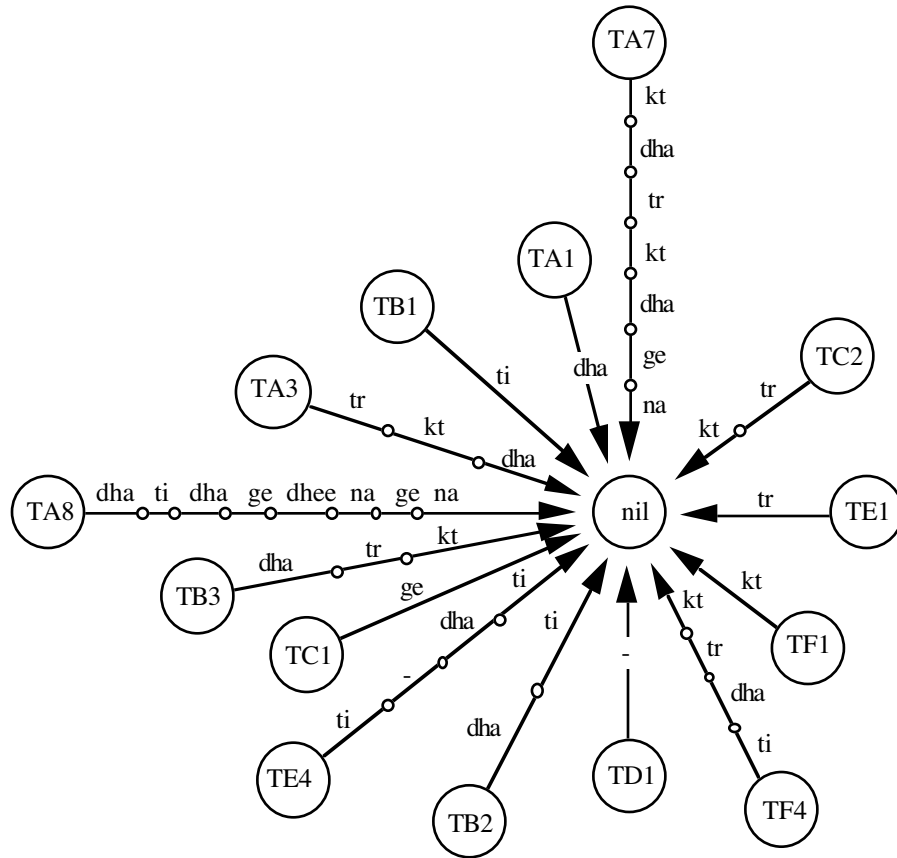 TA7
kt
dha
tr
kt
dha
ge
na
TA1
dha
TB1
ti
TC2
tr
kt
TA3
tr
kt
dha
TA8
dha ti dha ge dhee na ge na
nil
TE1
tr
TB3
dha
tr
kt
TC1
ge
TF1
kt
TE4
ti
-
dha
ti
TB2
dha
ti
TD1
-
TF4
ti
dha
tr
kt